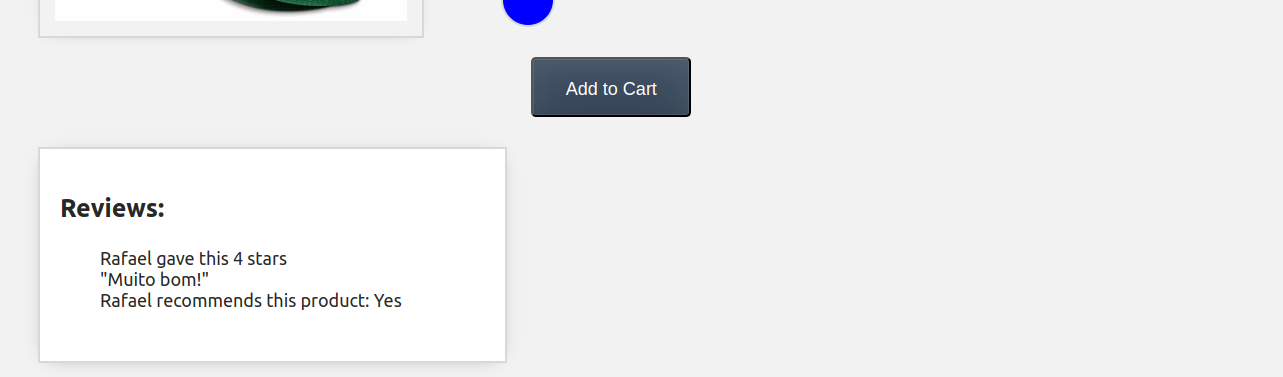 Add to Cart
Reviews:
Rafael gave this 4 stars
"Muito bom!"
Rafael recommends this product: Yes